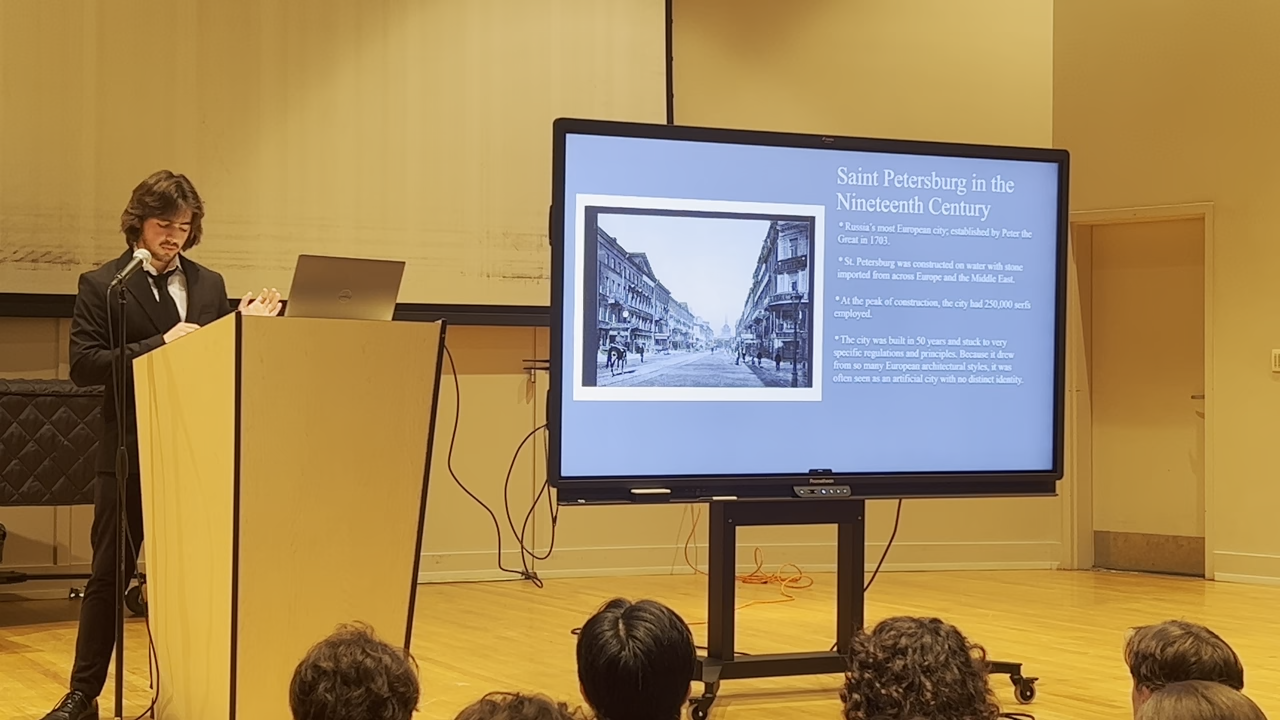 Saint Petersburg in the
Nineteenth Century
*Russia's most European city; established by Peter the
Great in 1703.
*St. Petersburg was constructed on water with stone
imported from across Europe and the Middle East.
*At the peak of construction, the city had 250,000 serfs
employed.
*The city was built in 50 years and stuck to very
specific regulations and principles. Because it drew
from so many European architectural styles, it was
often seen as an artificial city with no distinct identity.
Promethean